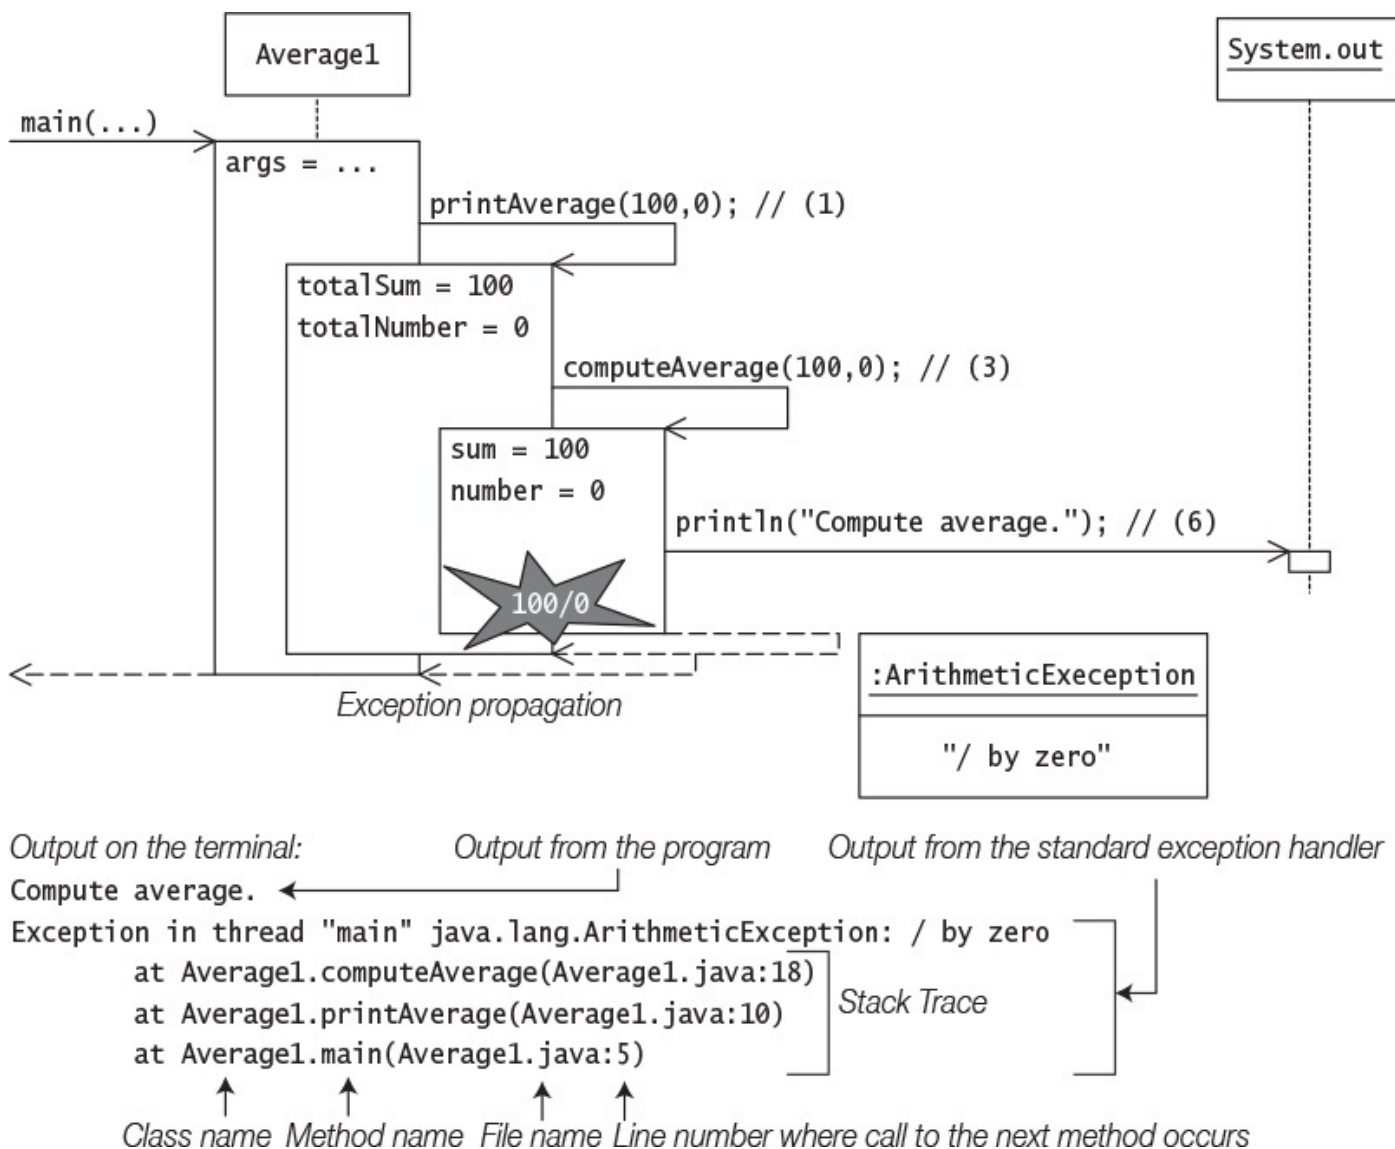 Average1
System.out
main(...)
args = ...
printAverage(100,0); // (1)
totalSum = 100
totalNumber = 0
computeAverage(100,0); // (3)
sum = 100
number = 0
println("Compute average."); // (6)
100/0
:ArithmeticExeception
Exception propagation
"/ by zero"
Output on the terminal:
Output from the program
Output from the standard exception handler
Compute average.
Exception in thread "main" java.lang.ArithmeticException: / by zero
at Average1.computeAverage(Average1.java:18)
at Average1.printAverage(Average1.java:10)
at Average1.main(Average1.java:5)
Stack Trace
Class name
Method name
File name
Line number where call to the next method occurs